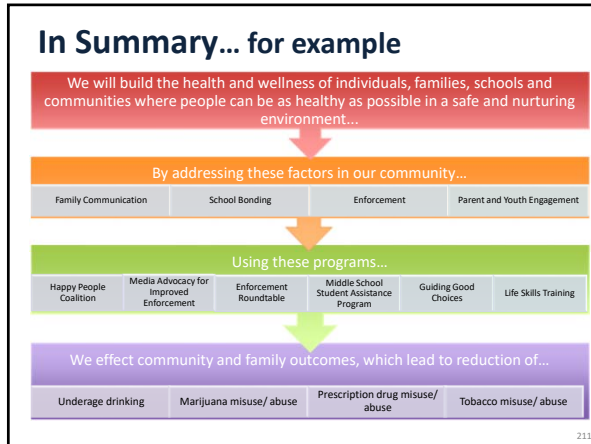 In Summary... for example
We will build the health and wellness of individuals, families, schools and
communities where people can be as healthy as possible in a safe and nurturing
environment...
By addressing these factors in our community…
Family Communication
School Bonding
Enforcement
Parent and Youth Engagement
Using these programs…
Happy People
Coalition
Media Advocacy for
Improved
Enforcement
Enforcement
Roundtable
Middle School
Student Assistance
Program
Guiding Good
Choices
Life Skills Training
We effect community and family outcomes, which lead to reduction of…
Underage drinking
Marijuana misuse/ abuse
Prescription drug misuse/
abuse
Tobacco misuse/ abuse
211